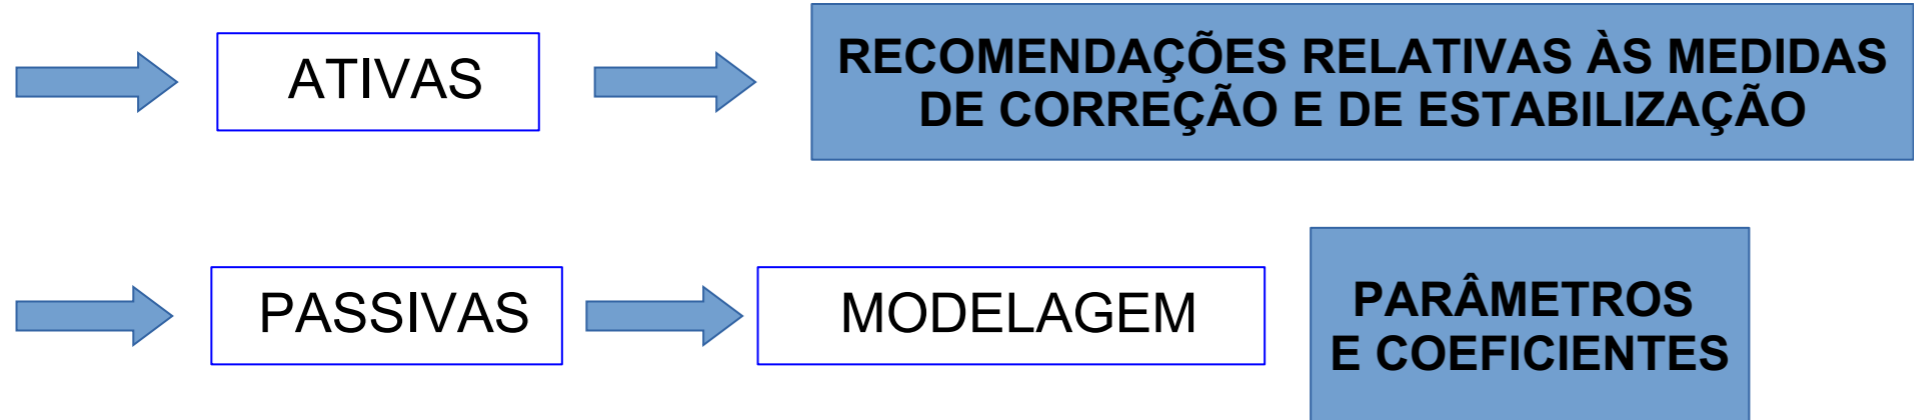 ATIVAS
RECOMENDAÇÕES RELATIVAS ÀS MEDIDAS
DE CORREÇÃO E DE ESTABILIZAÇÃO
PASSIVAS
MODELAGEM
PARÂMETROS
E COEFICIENTES